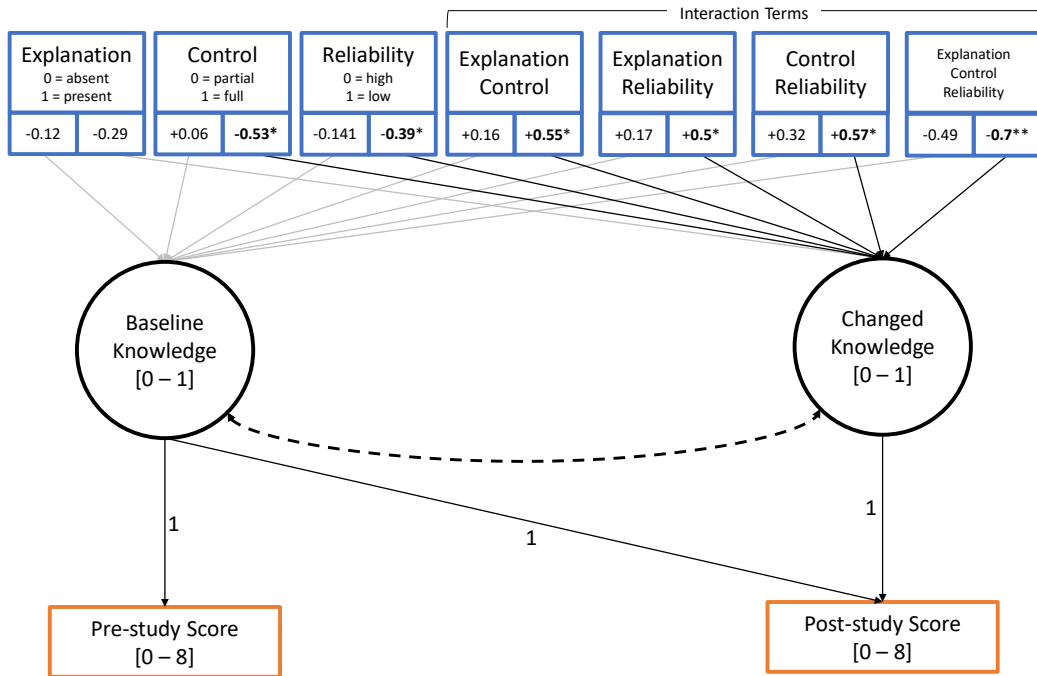 Interaction Terms
Explanation
0 = absent
1 = present
-0.12
-0.29
Control
0 = partial
1 = full
+0.06
-0.53*
Reliability
0 = high
1 = low
-0.141
-0.39*
Explanation
Control
+0.16
+0.55*
Explanation
Reliability
+0.17
+0.5*
Control
Reliability
+0.32
+0.57*
Explanation
Control
Reliability
-0.49
-0.7**
Baseline
Knowledge
[0 – 1]
Changed
Knowledge
[0 – 1]
1
1
1
Pre-study Score
[0 – 8]
Post-study Score
[0 – 8]